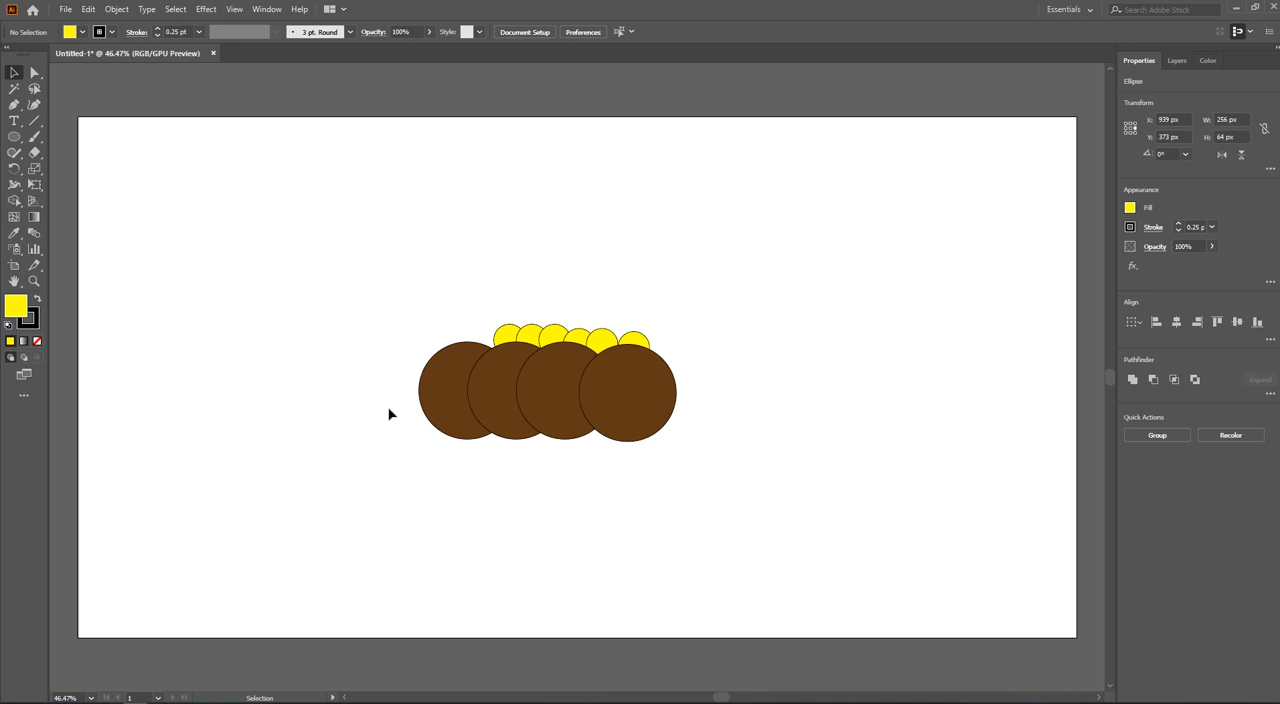 Ai File Edit Object Type Select Effect View Window Help Essentials Search Adobe Stock
No Selection Stroke: 0.25 pt 3 pt. Round Opacity: 100% Style: Document Setup Preferences
Untitled-1* @ 46.47% (RGB/GPU Preview) ×
Properties Layers Color
Ellipse
Transform
X: 939 px W: 256 px
Y: 373 px H: 64 px
0°
Appearance
Fill
Stroke 0.25 p
Opacity 100%
fx.
Align
Pathfinder
Expand
Quick Actions
Group Recolor
46.47% 1 Selection